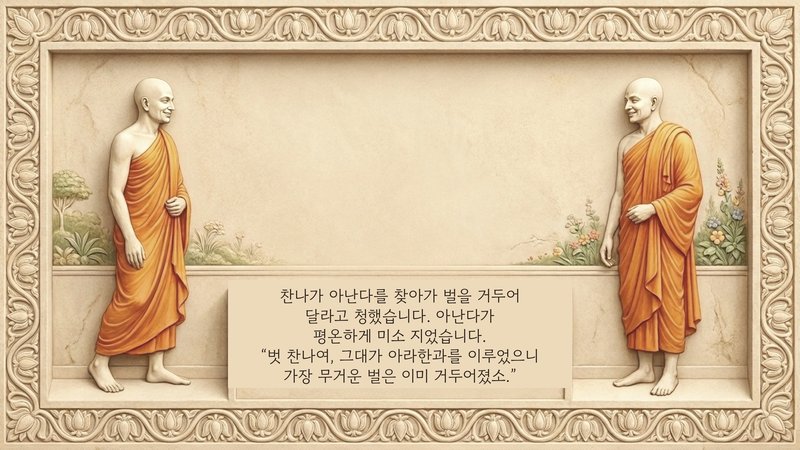 찬나가 아난다를 찾아가 벌을 거두어
달라고 청했습니다. 아난다가
평온하게 미소 지었습니다.
“벗 찬나여, 그대가 아라한과를 이루었으니
가장 무거운 벌은 이미 거두어졌소.”